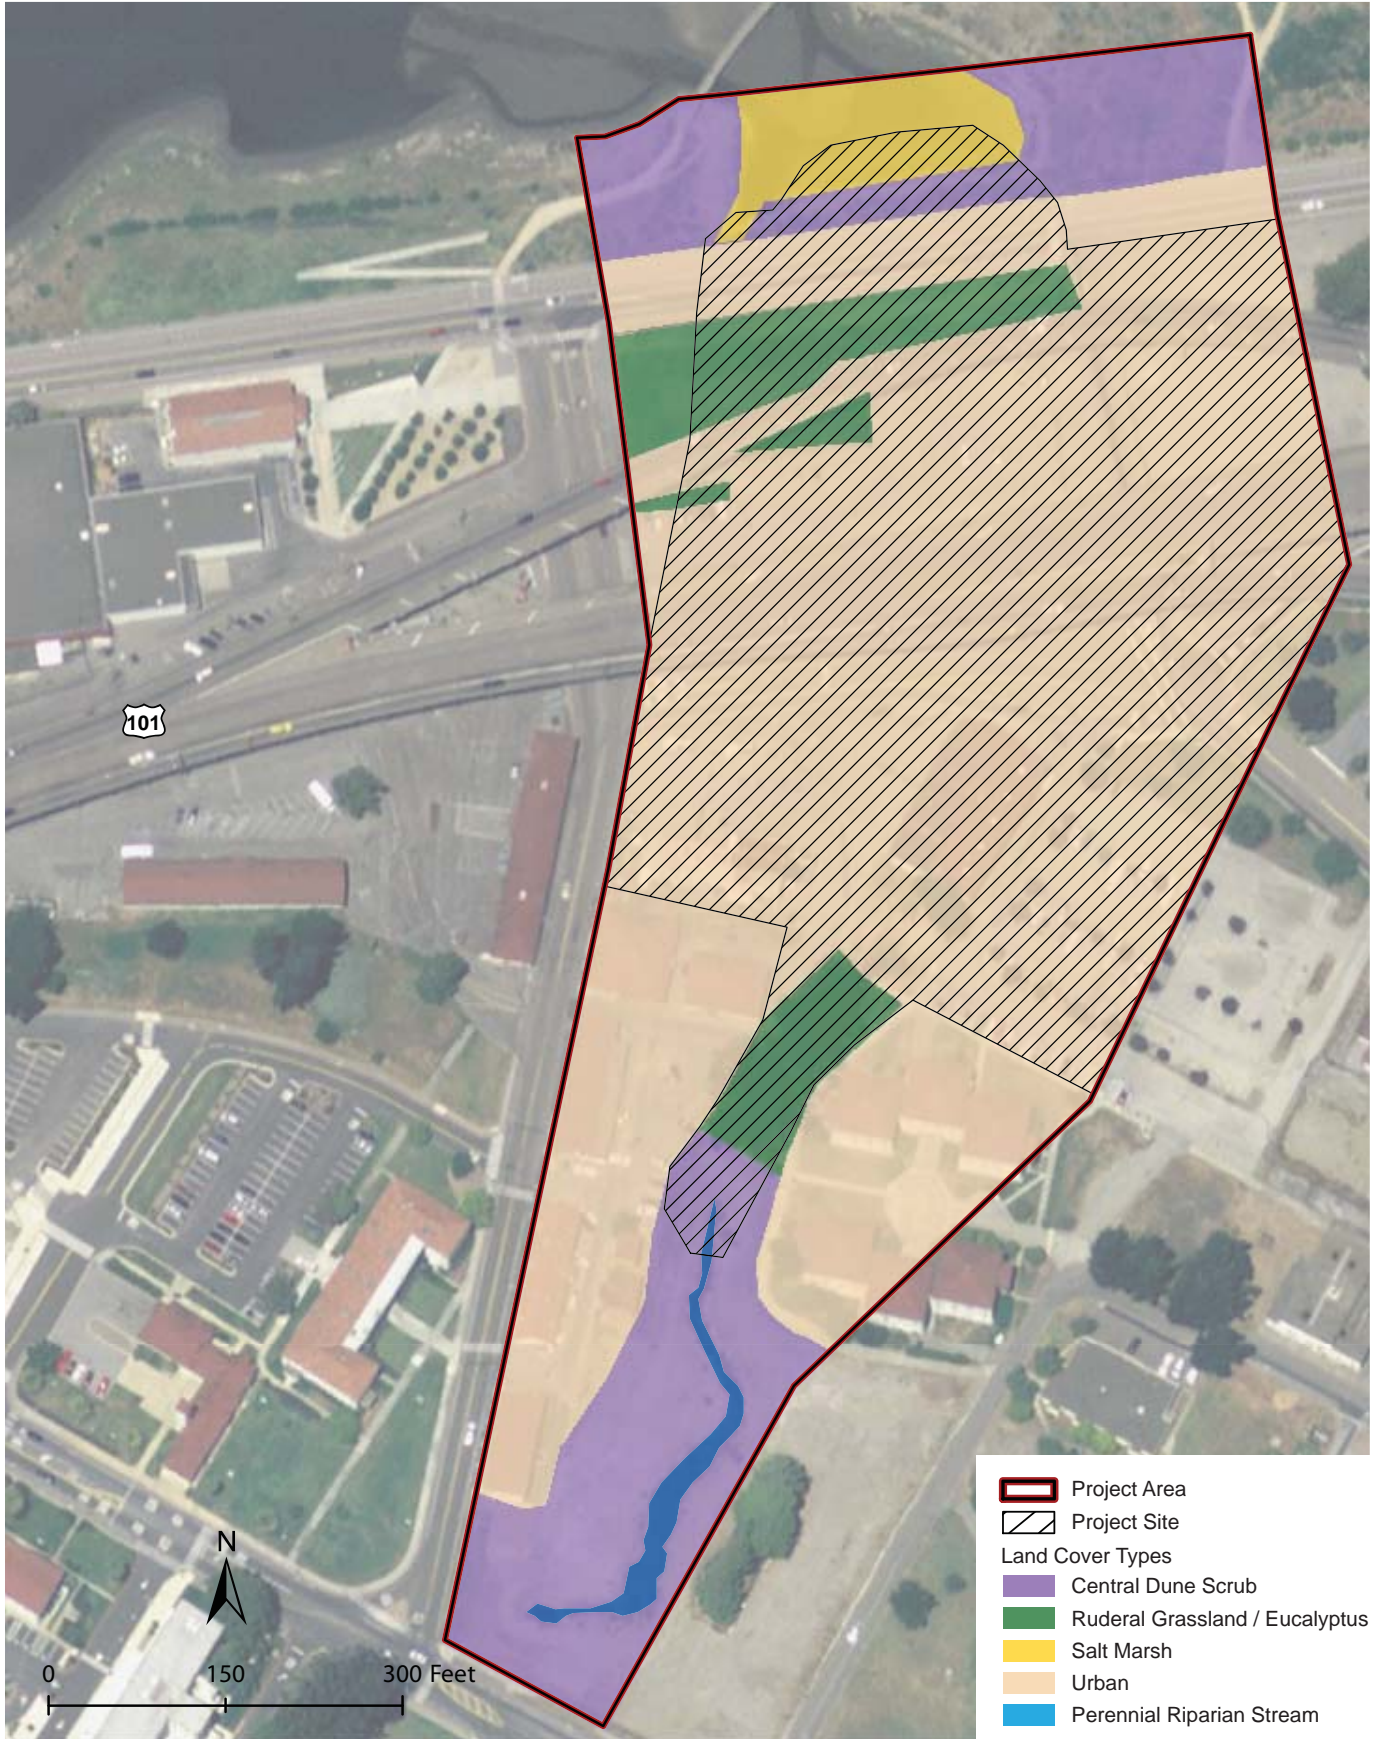 101
N
0 150 300 Feet
Project Area
Project Site
Land Cover Types
Central Dune Scrub
Ruderal Grassland / Eucalyptus
Salt Marsh
Urban
Perennial Riparian Stream